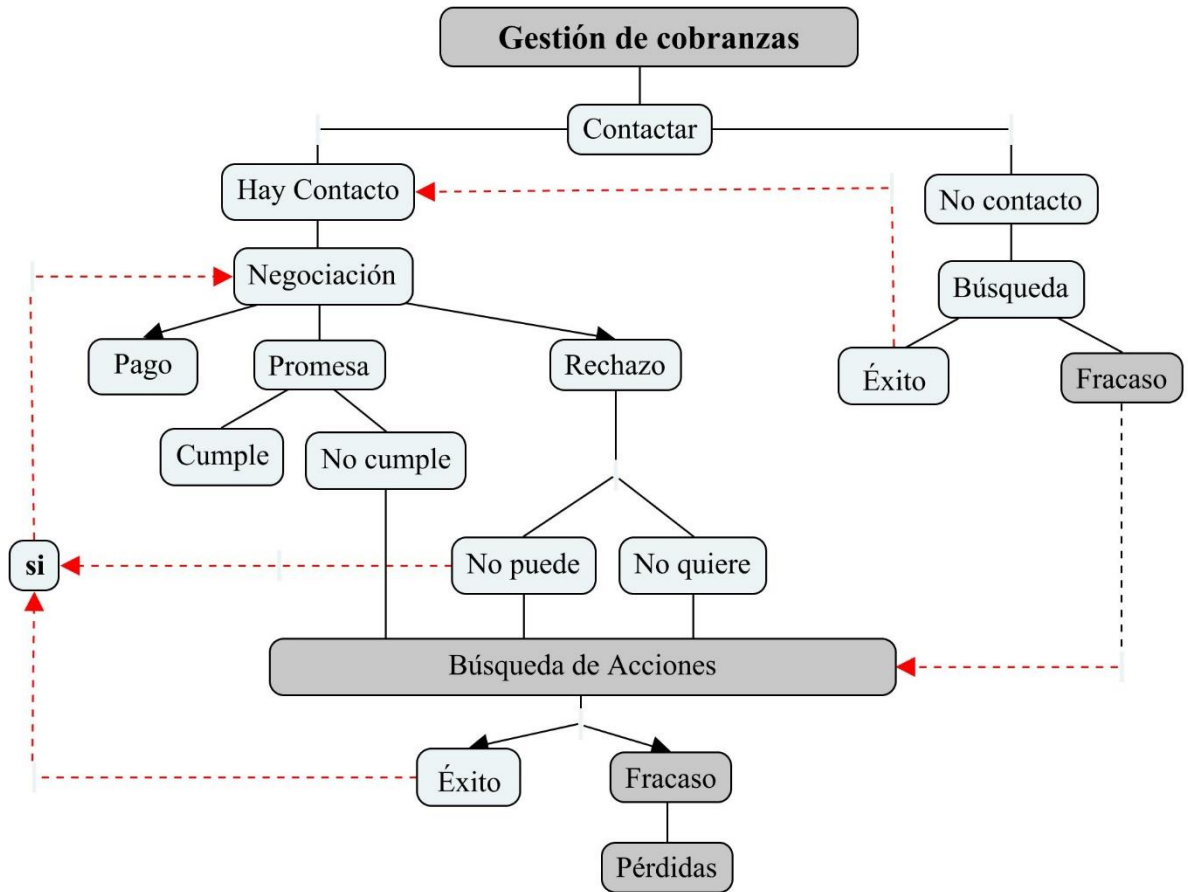 Gestión de cobranzas
Contactar
Hay Contacto
No contacto
Negociación
Búsqueda
Pago
Promesa
Rechazo
Éxito
Fracaso
Cumple
No cumple
si
No puede
No quiere
Búsqueda de Acciones
Éxito
Fracaso
Pérdidas